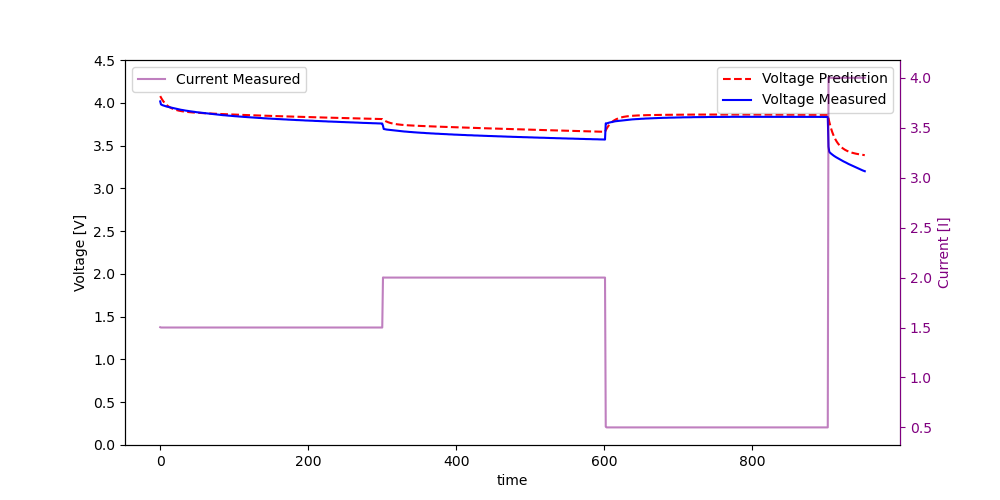 Current Measured
Voltage Prediction
Voltage Measured
4.5
4.0
3.5
3.0
2.5
2.0
1.5
1.0
0.5
0.0
Voltage [V]
4.0
3.5
3.0
2.5
2.0
1.5
1.0
0.5
Current [I]
0 200 400 600 800
time